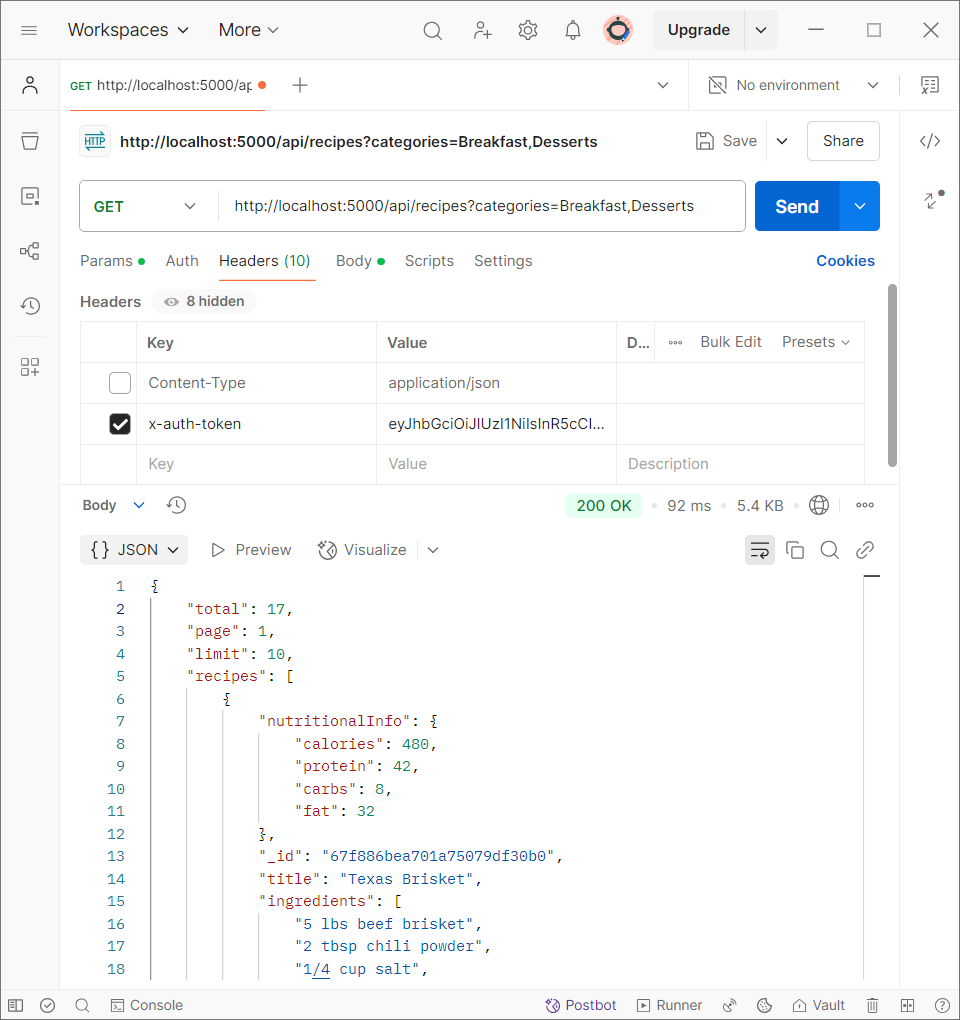 Workspaces More Upgrade
GET http://localhost:5000/ap No environment
HTTP http://localhost:5000/api/recipes?categories=Breakfast,Desserts Save Share
GET http://localhost:5000/api/recipes?categories=Breakfast,Desserts Send
Params Auth Headers (10) Body Scripts Settings Cookies
Headers 8 hidden
Key Value D... Bulk Edit Presets
Content-Type application/json
x-auth-token eyJhbGciOiJIUzI1NiIsInR5cCI...
Key Value Description
Body 200 OK 92 ms 5.4 KB
{} JSON Preview Visualize
1 {
2 "total": 17,
3 "page": 1,
4 "limit": 10,
5 "recipes": [
6 {
7 "nutritionalInfo": {
8 "calories": 480,
9 "protein": 42,
10 "carbs": 8,
11 "fat": 32
12 },
13 "_id": "67f886bea701a75079df30b0",
14 "title": "Texas Brisket",
15 "ingredients": [
16 "5 lbs beef brisket",
17 "2 tbsp chili powder",
18 "1/4 cup salt",
Console Postbot Runner Vault